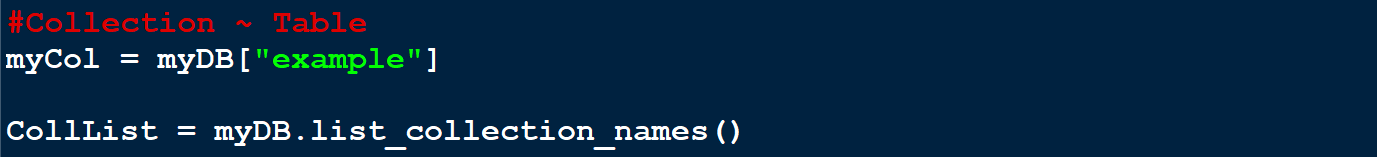 #Collection ~ Table
myCol = myDB["example"]
CollList = myDB.list_collection_names()